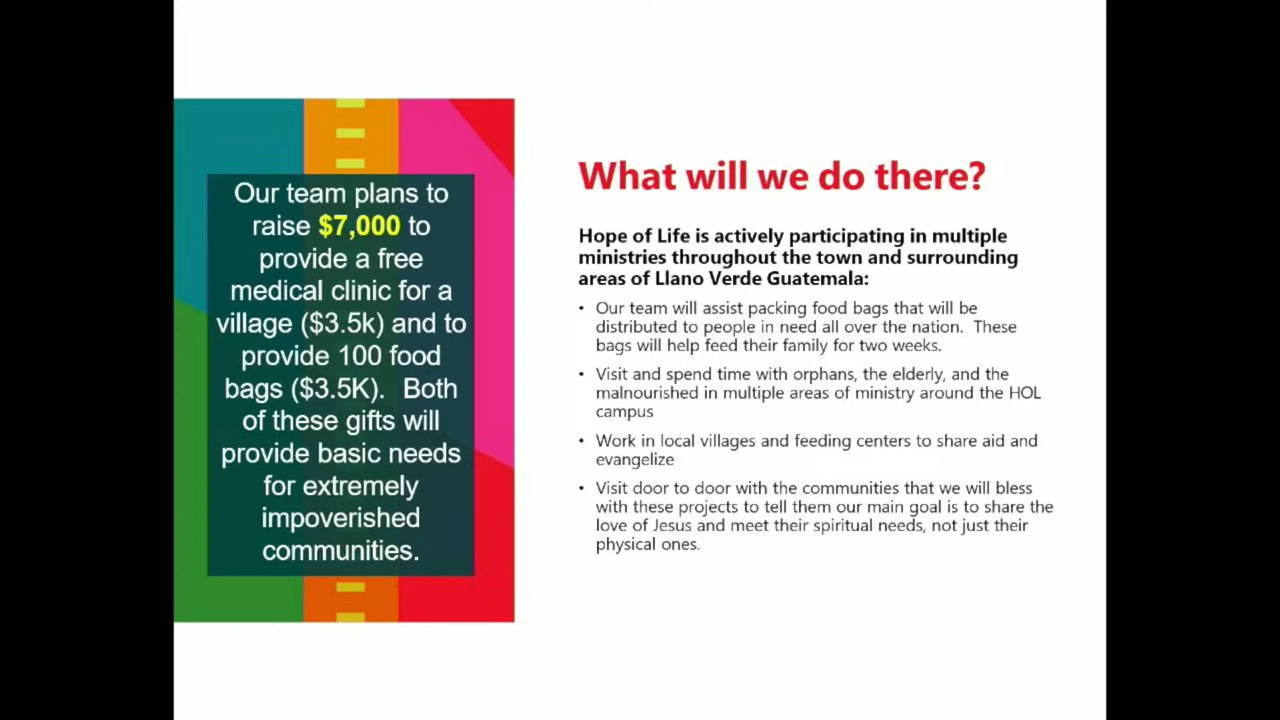 Our team plans to
raise $7,000 to
provide a free
medical clinic for a
village ($3.5k) and to
provide 100 food
bags ($3.5K).  Both
of these gifts will
provide basic needs
for extremely
impoverished
communities.
What will we do there?
Hope of Life is actively participating in multiple
ministries throughout the town and surrounding
areas of Llano Verde Guatemala:
• Our team will assist packing food bags that will be
distributed to people in need all over the nation.  These
bags will help feed their family for two weeks.
• Visit and spend time with orphans, the elderly, and the
malnourished in multiple areas of ministry around the HOL
campus
• Work in local villages and feeding centers to share aid and
evangelize
• Visit door to door with the communities that we will bless
with these projects to tell them our main goal is to share the
love of Jesus and meet their spiritual needs, not just their
physical ones.